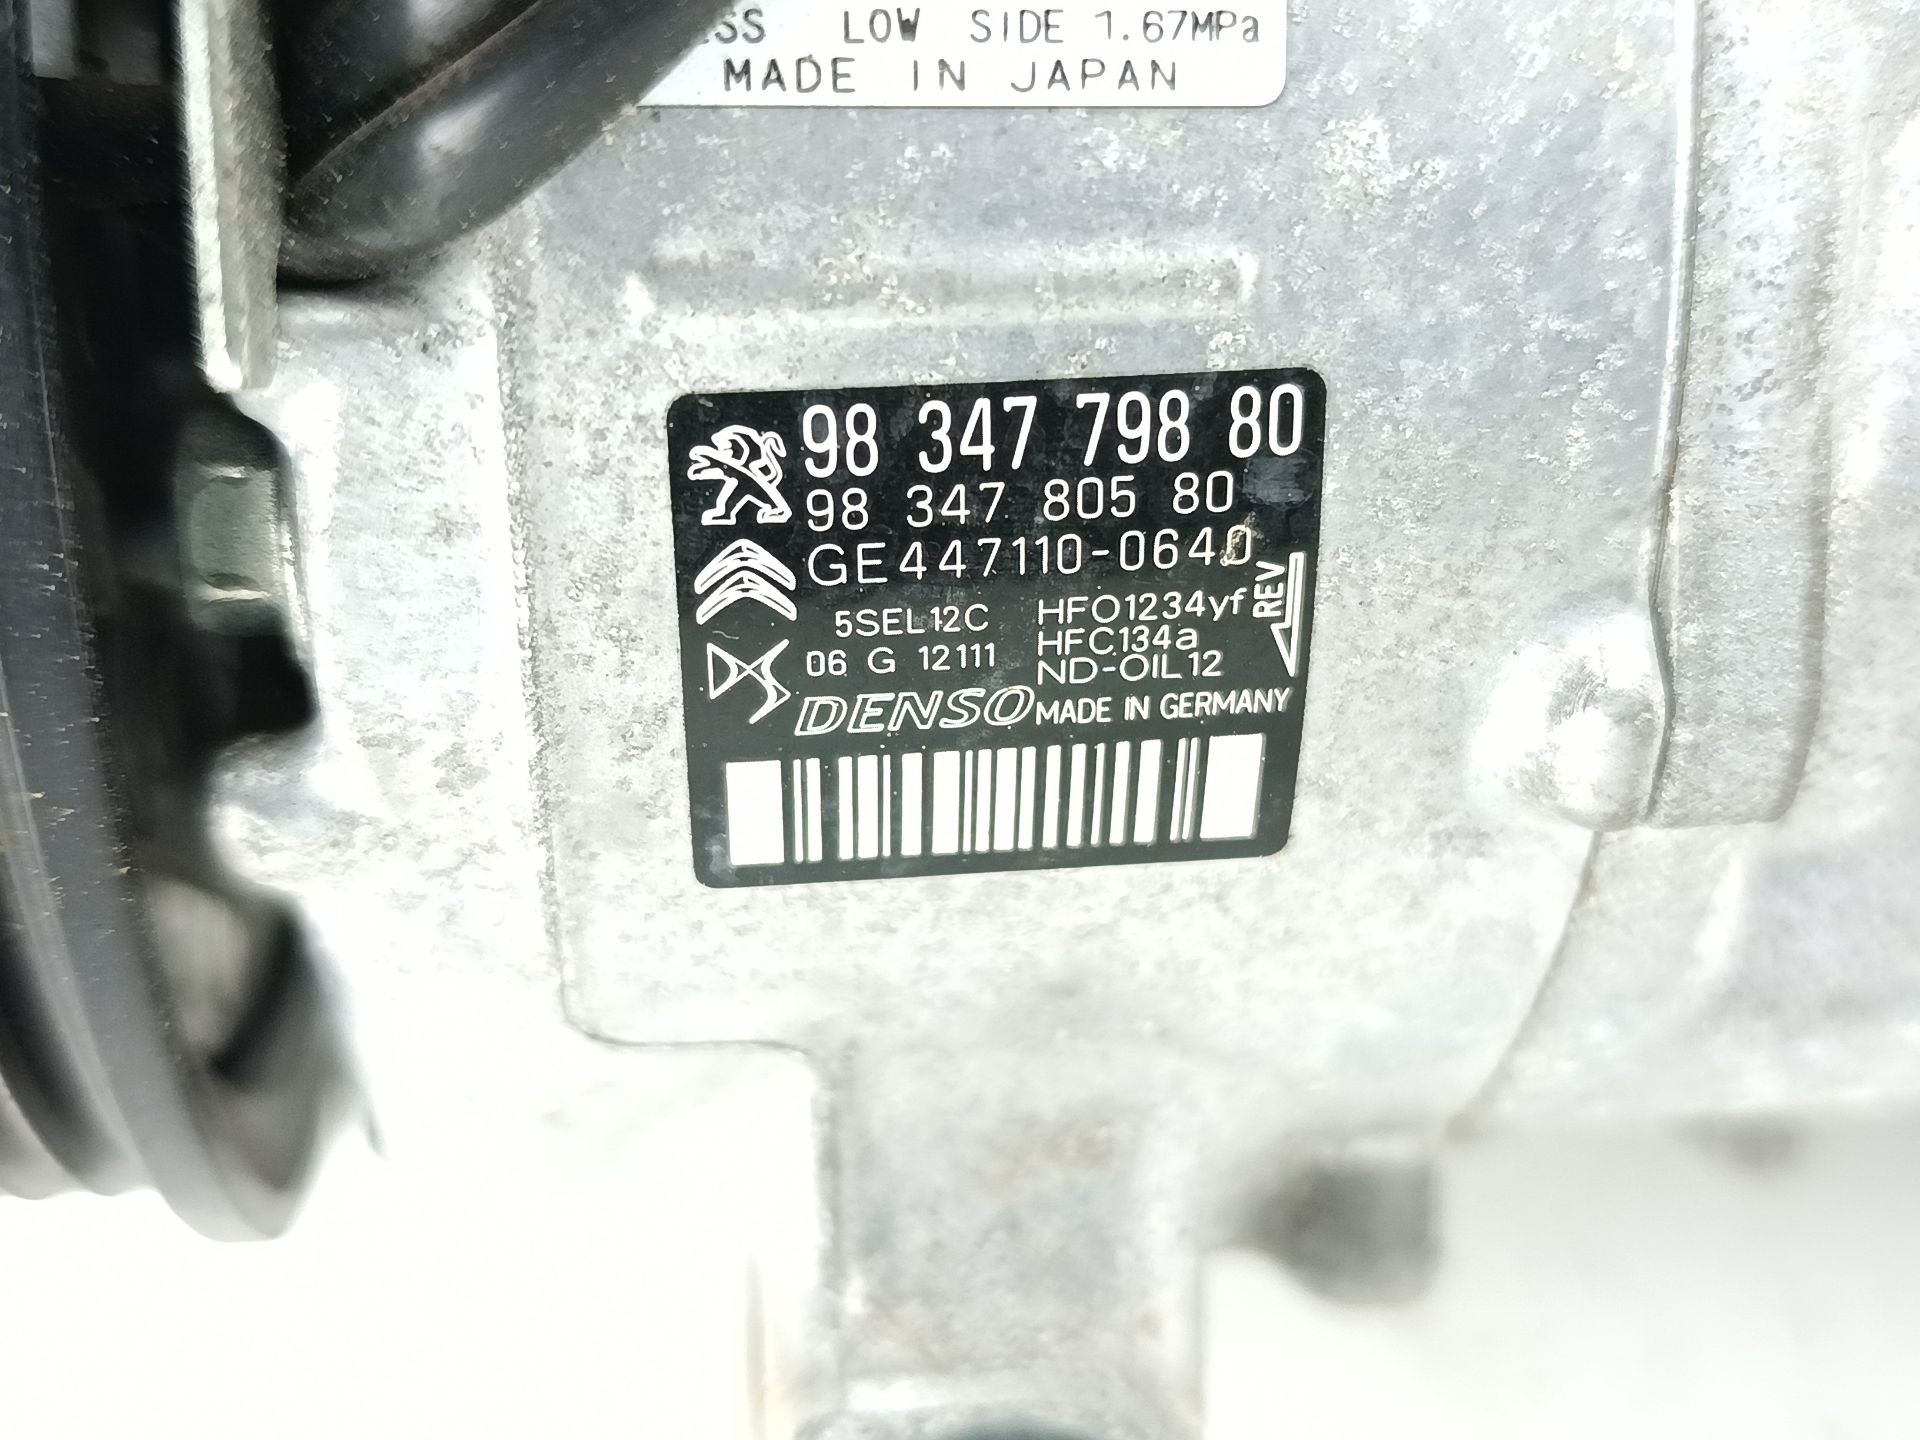 LOW SIDE 1.67MPa
MADE IN JAPAN
98 347 798 80
98 347 805 80
GE447110-0640
REV
5SEL12C HFO1234yf
HFC134a
06 G 12111
ND-OIL12
DENSO MADE IN GERMANY